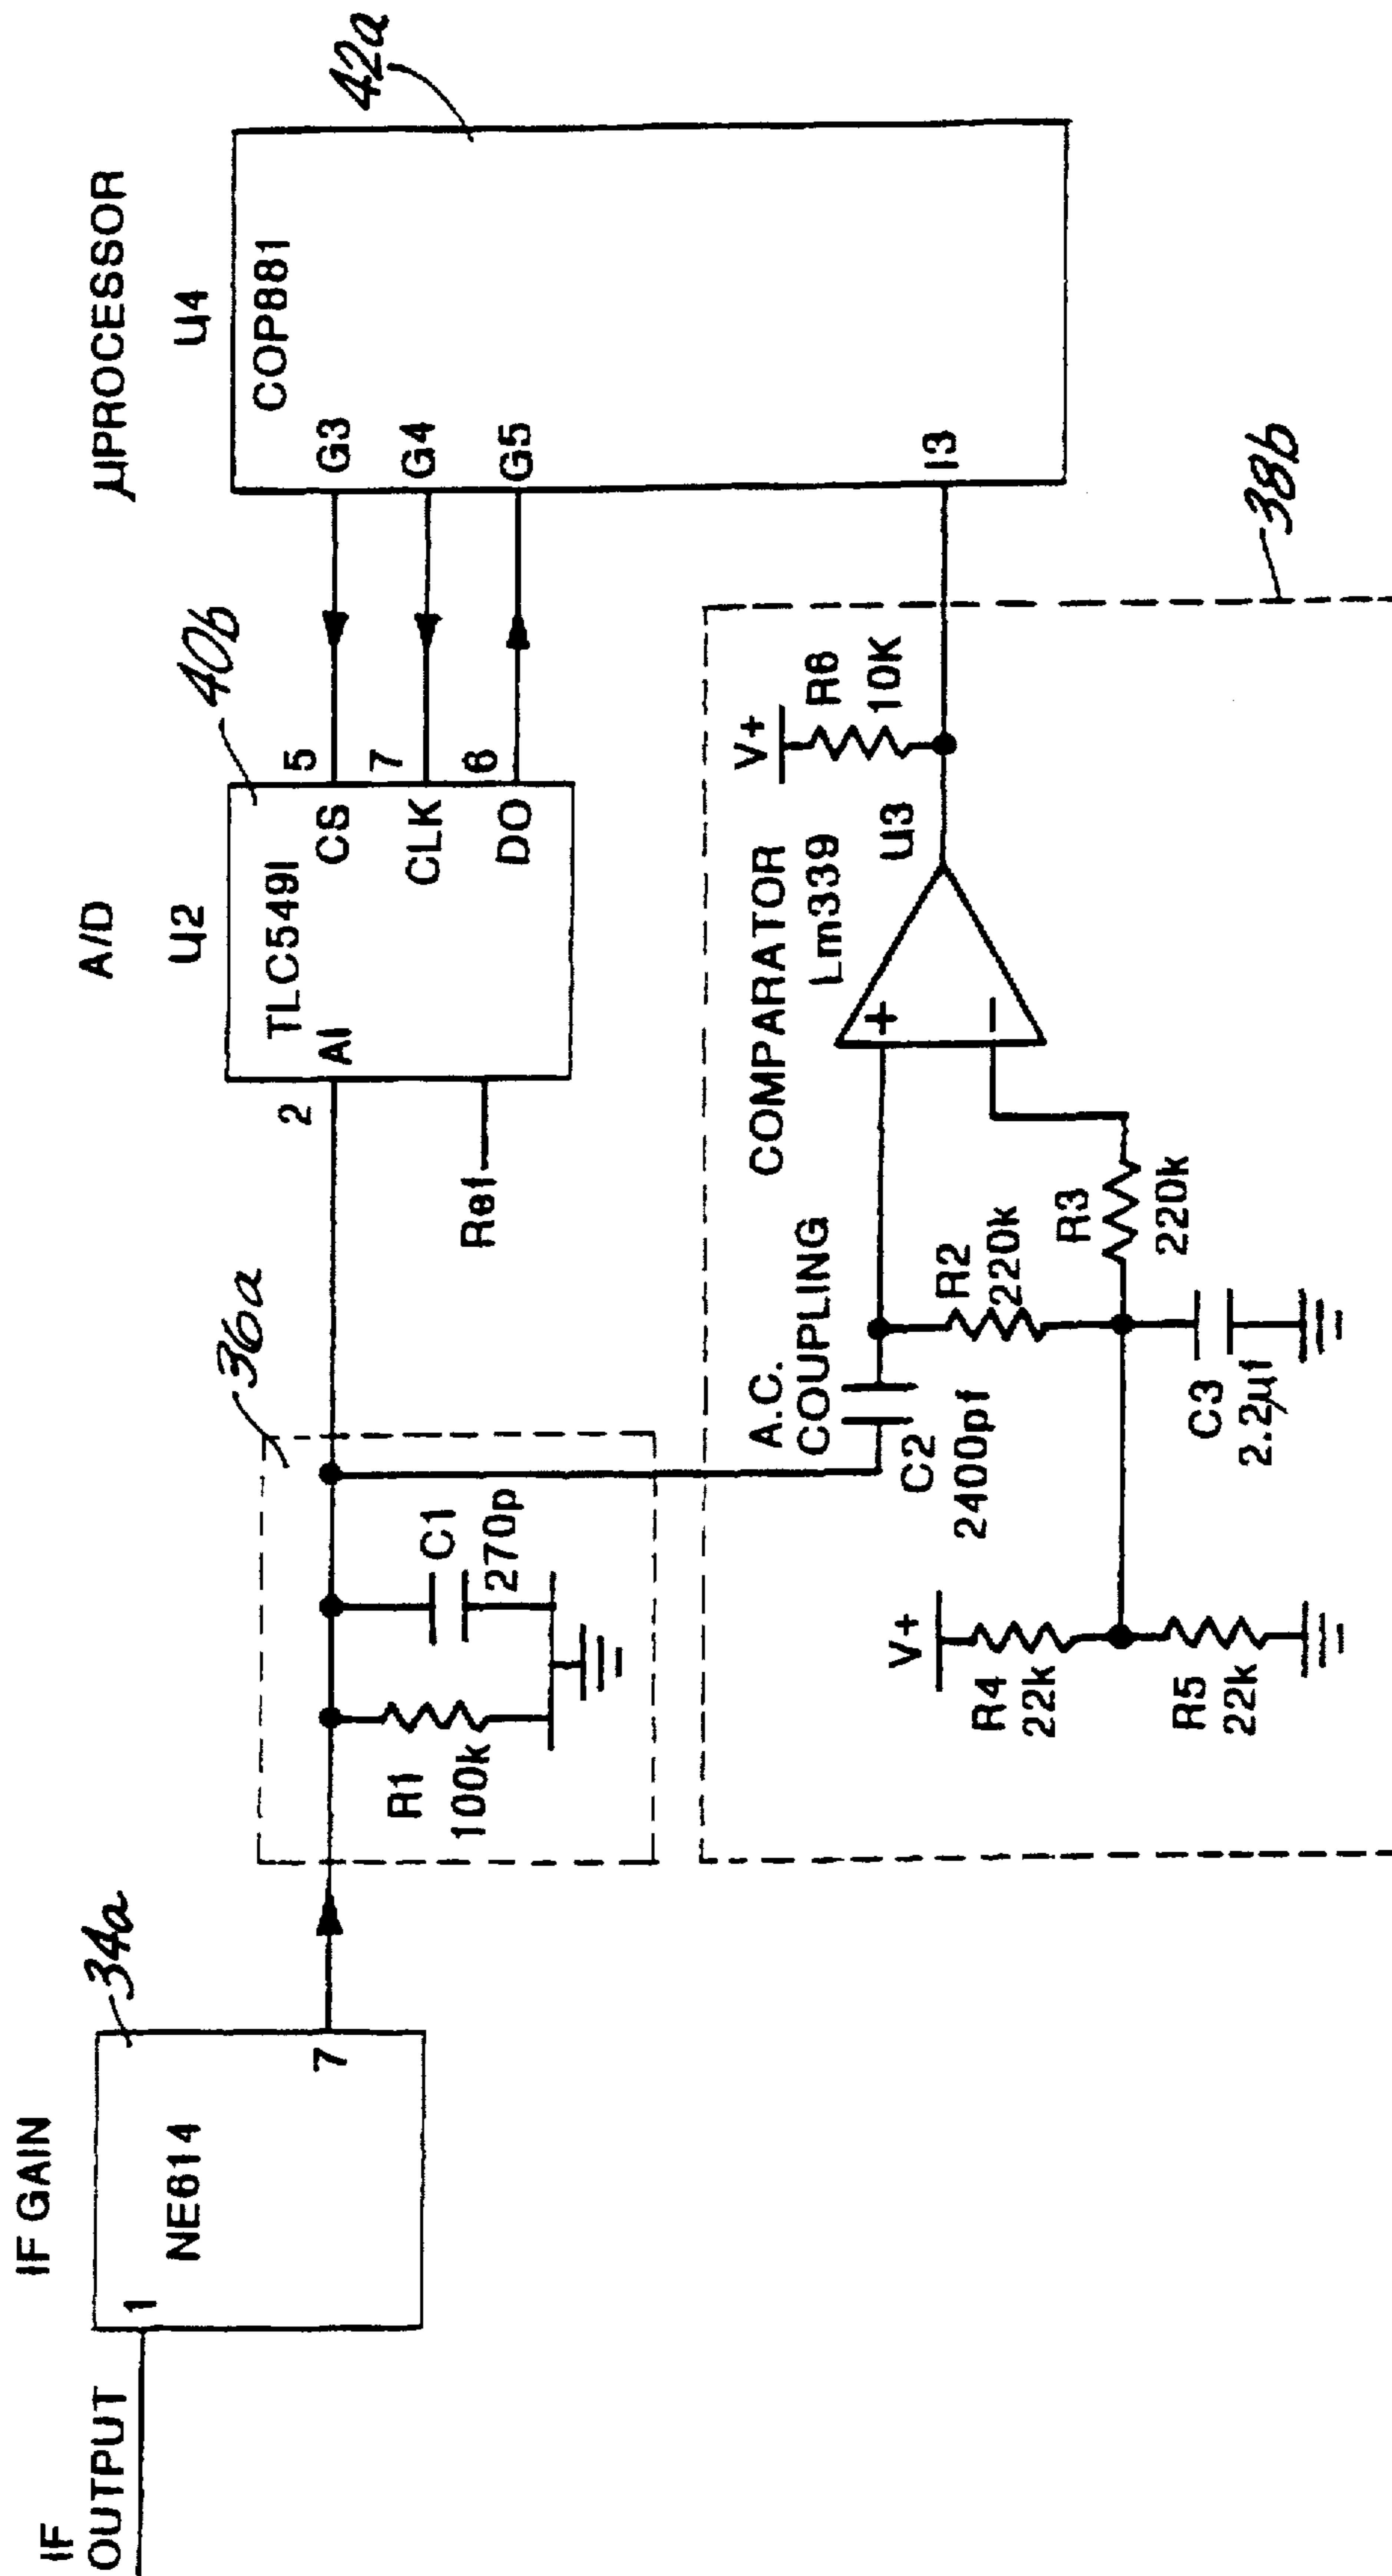 IF
OUTPUT
IF GAIN
1
NE614
7
34a
36a
R1
100k
C1
270p
A/D
U2
TLC549I
2
AI
Ref
CS
5
CLK
7
DO
6
40b
µPROCESSOR
U4
COP881
G3
G4
G5
I3
42a
A.C.
COUPLING
C2
2400pf
COMPARATOR
Lm339
U3
+
−
V+
R6
10K
R2
220k
R3
220k
V+
R4
22k
R5
22k
C3
2.2µf
38b